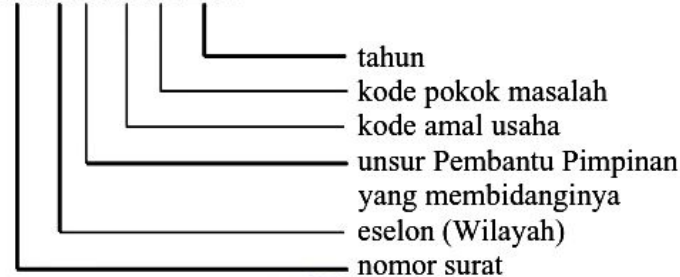 tahun
kode pokok masalah
kode amal usaha
unsur Pembantu Pimpinan
yang membidanginya
eselon (Wilayah)
nomor surat